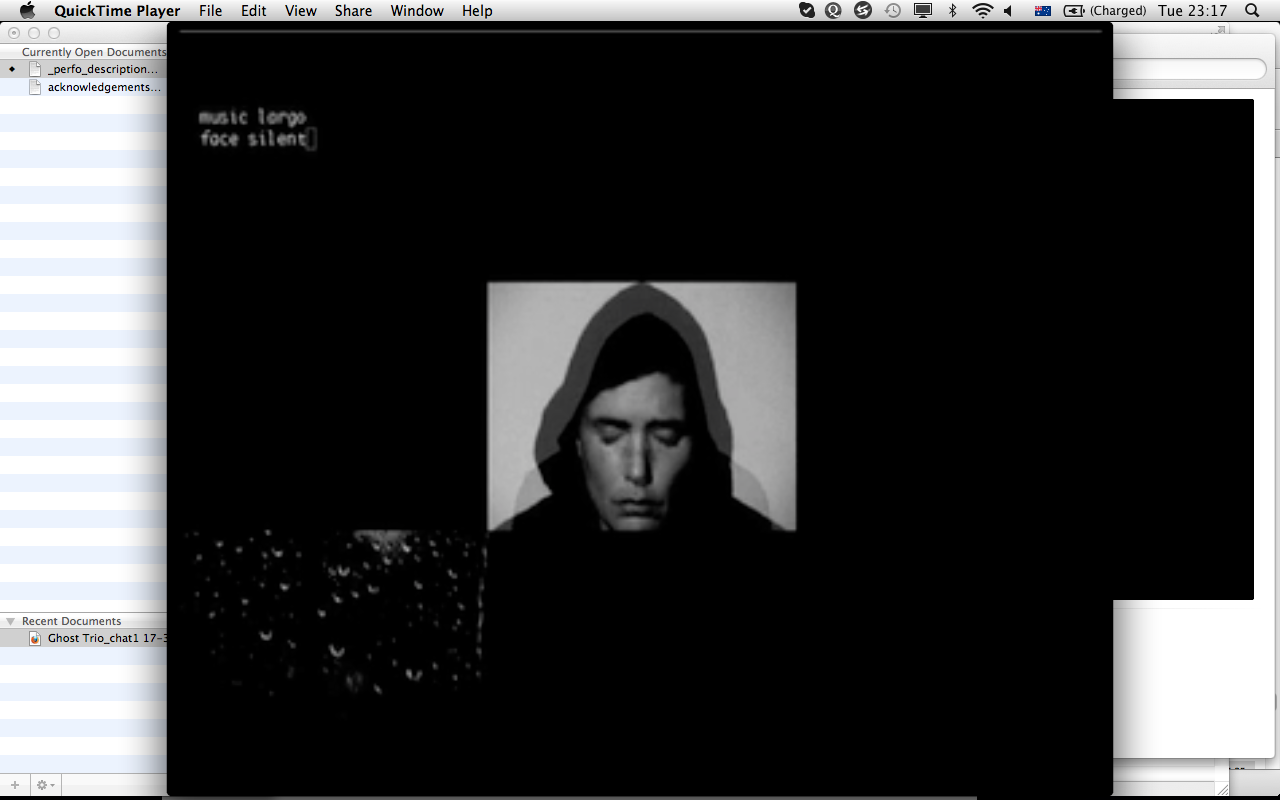 QuickTime Player File Edit View Share Window Help (Charged) Tue 23:17
Currently Open Documents
_perfo_description...
acknowledgements...
music largo
face silent
Recent Documents
Ghost Trio_chat1 17-3